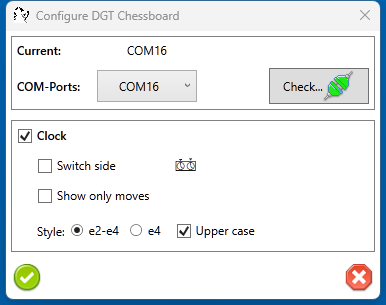 Configure DGT Chessboard
Current: COM16
COM-Ports: COM16 Check...
Clock
Switch side
Show only moves
Style: e2-e4 e4 Upper case